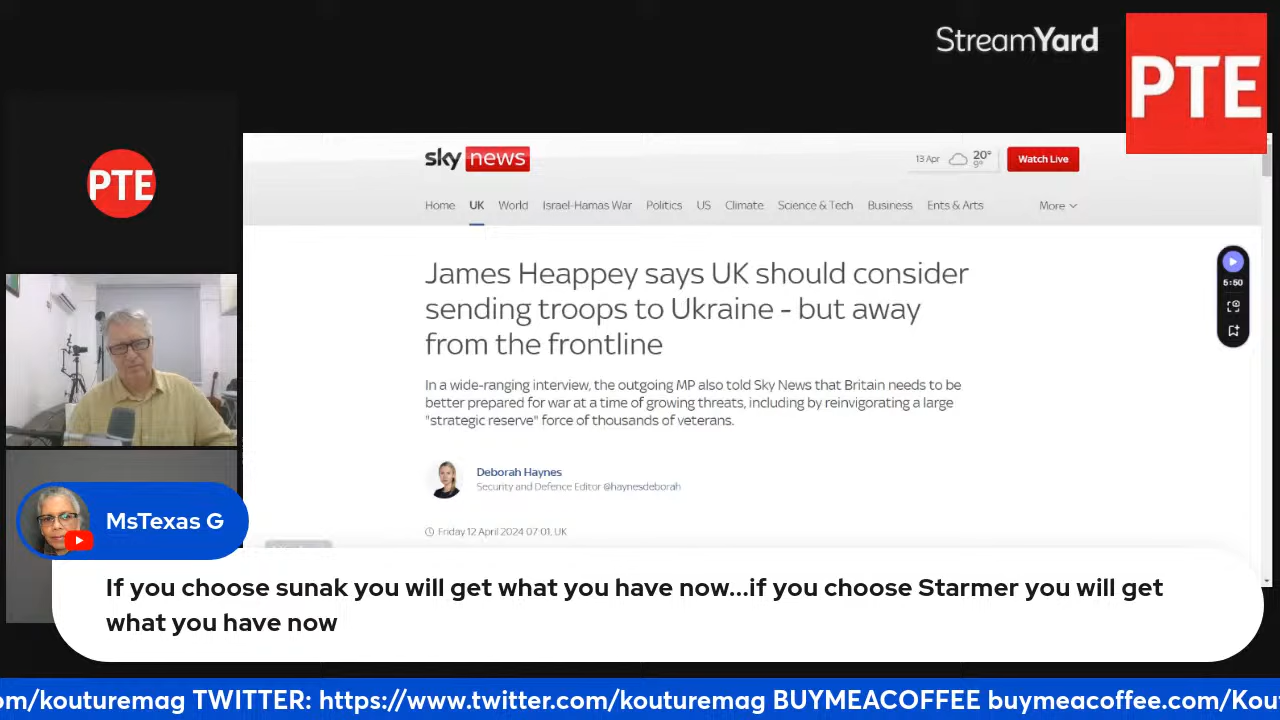 StreamYard
PTE
PTE
sky news
13 Apr
20°
9°
Watch Live
Home UK World Israel-Hamas War Politics US Climate Science & Tech Business Ents & Arts More
James Heappey says UK should consider
sending troops to Ukraine - but away
from the frontline
5:50
In a wide-ranging interview, the outgoing MP also told Sky News that Britain needs to be
better prepared for war at a time of growing threats, including by reinvigorating a large
"strategic reserve" force of thousands of veterans.
Deborah Haynes
Security and Defence Editor @haynesdeborah
Friday 12 April 2024 07:01, UK
MsTexas G
If you choose sunak you will get what you have now...if you choose Starmer you will get
what you have now
om/kouturemag TWITTER: https://www.twitter.com/kouturemag BUYMEACOFFEE buymeacoffee.com/Kout